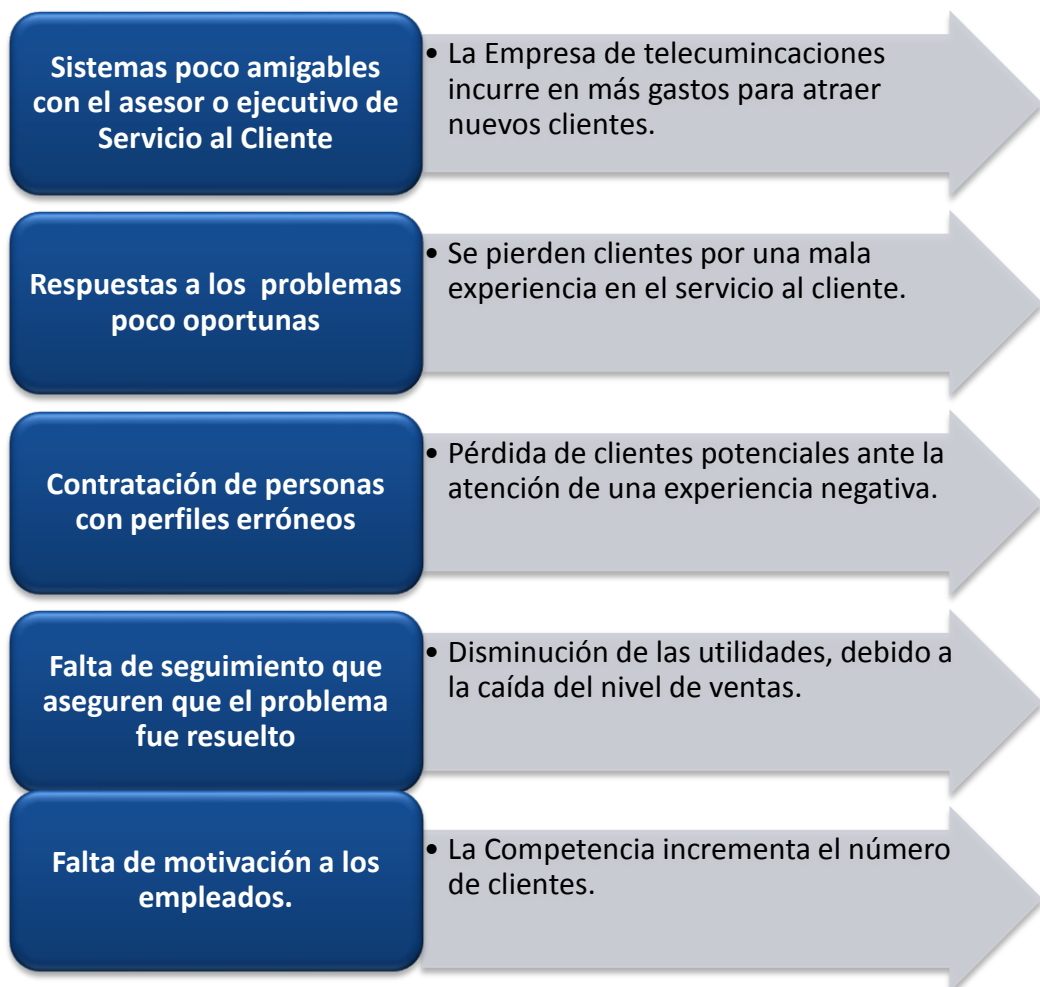 Sistemas poco amigables
con el asesor o ejecutivo de
Servicio al Cliente
• La Empresa de telecumincaciones
incurre en más gastos para atraer
nuevos clientes.
Respuestas a los  problemas
poco oportunas
• Se pierden clientes por una mala
experiencia en el servicio al cliente.
Contratación de personas
con perfiles erróneos
• Pérdida de clientes potenciales ante la
atención de una experiencia negativa.
Falta de seguimiento que
aseguren que el problema
fue resuelto
• Disminución de las utilidades, debido a
la caída del nivel de ventas.
Falta de motivación a los
empleados.
• La Competencia incrementa el número
de clientes.